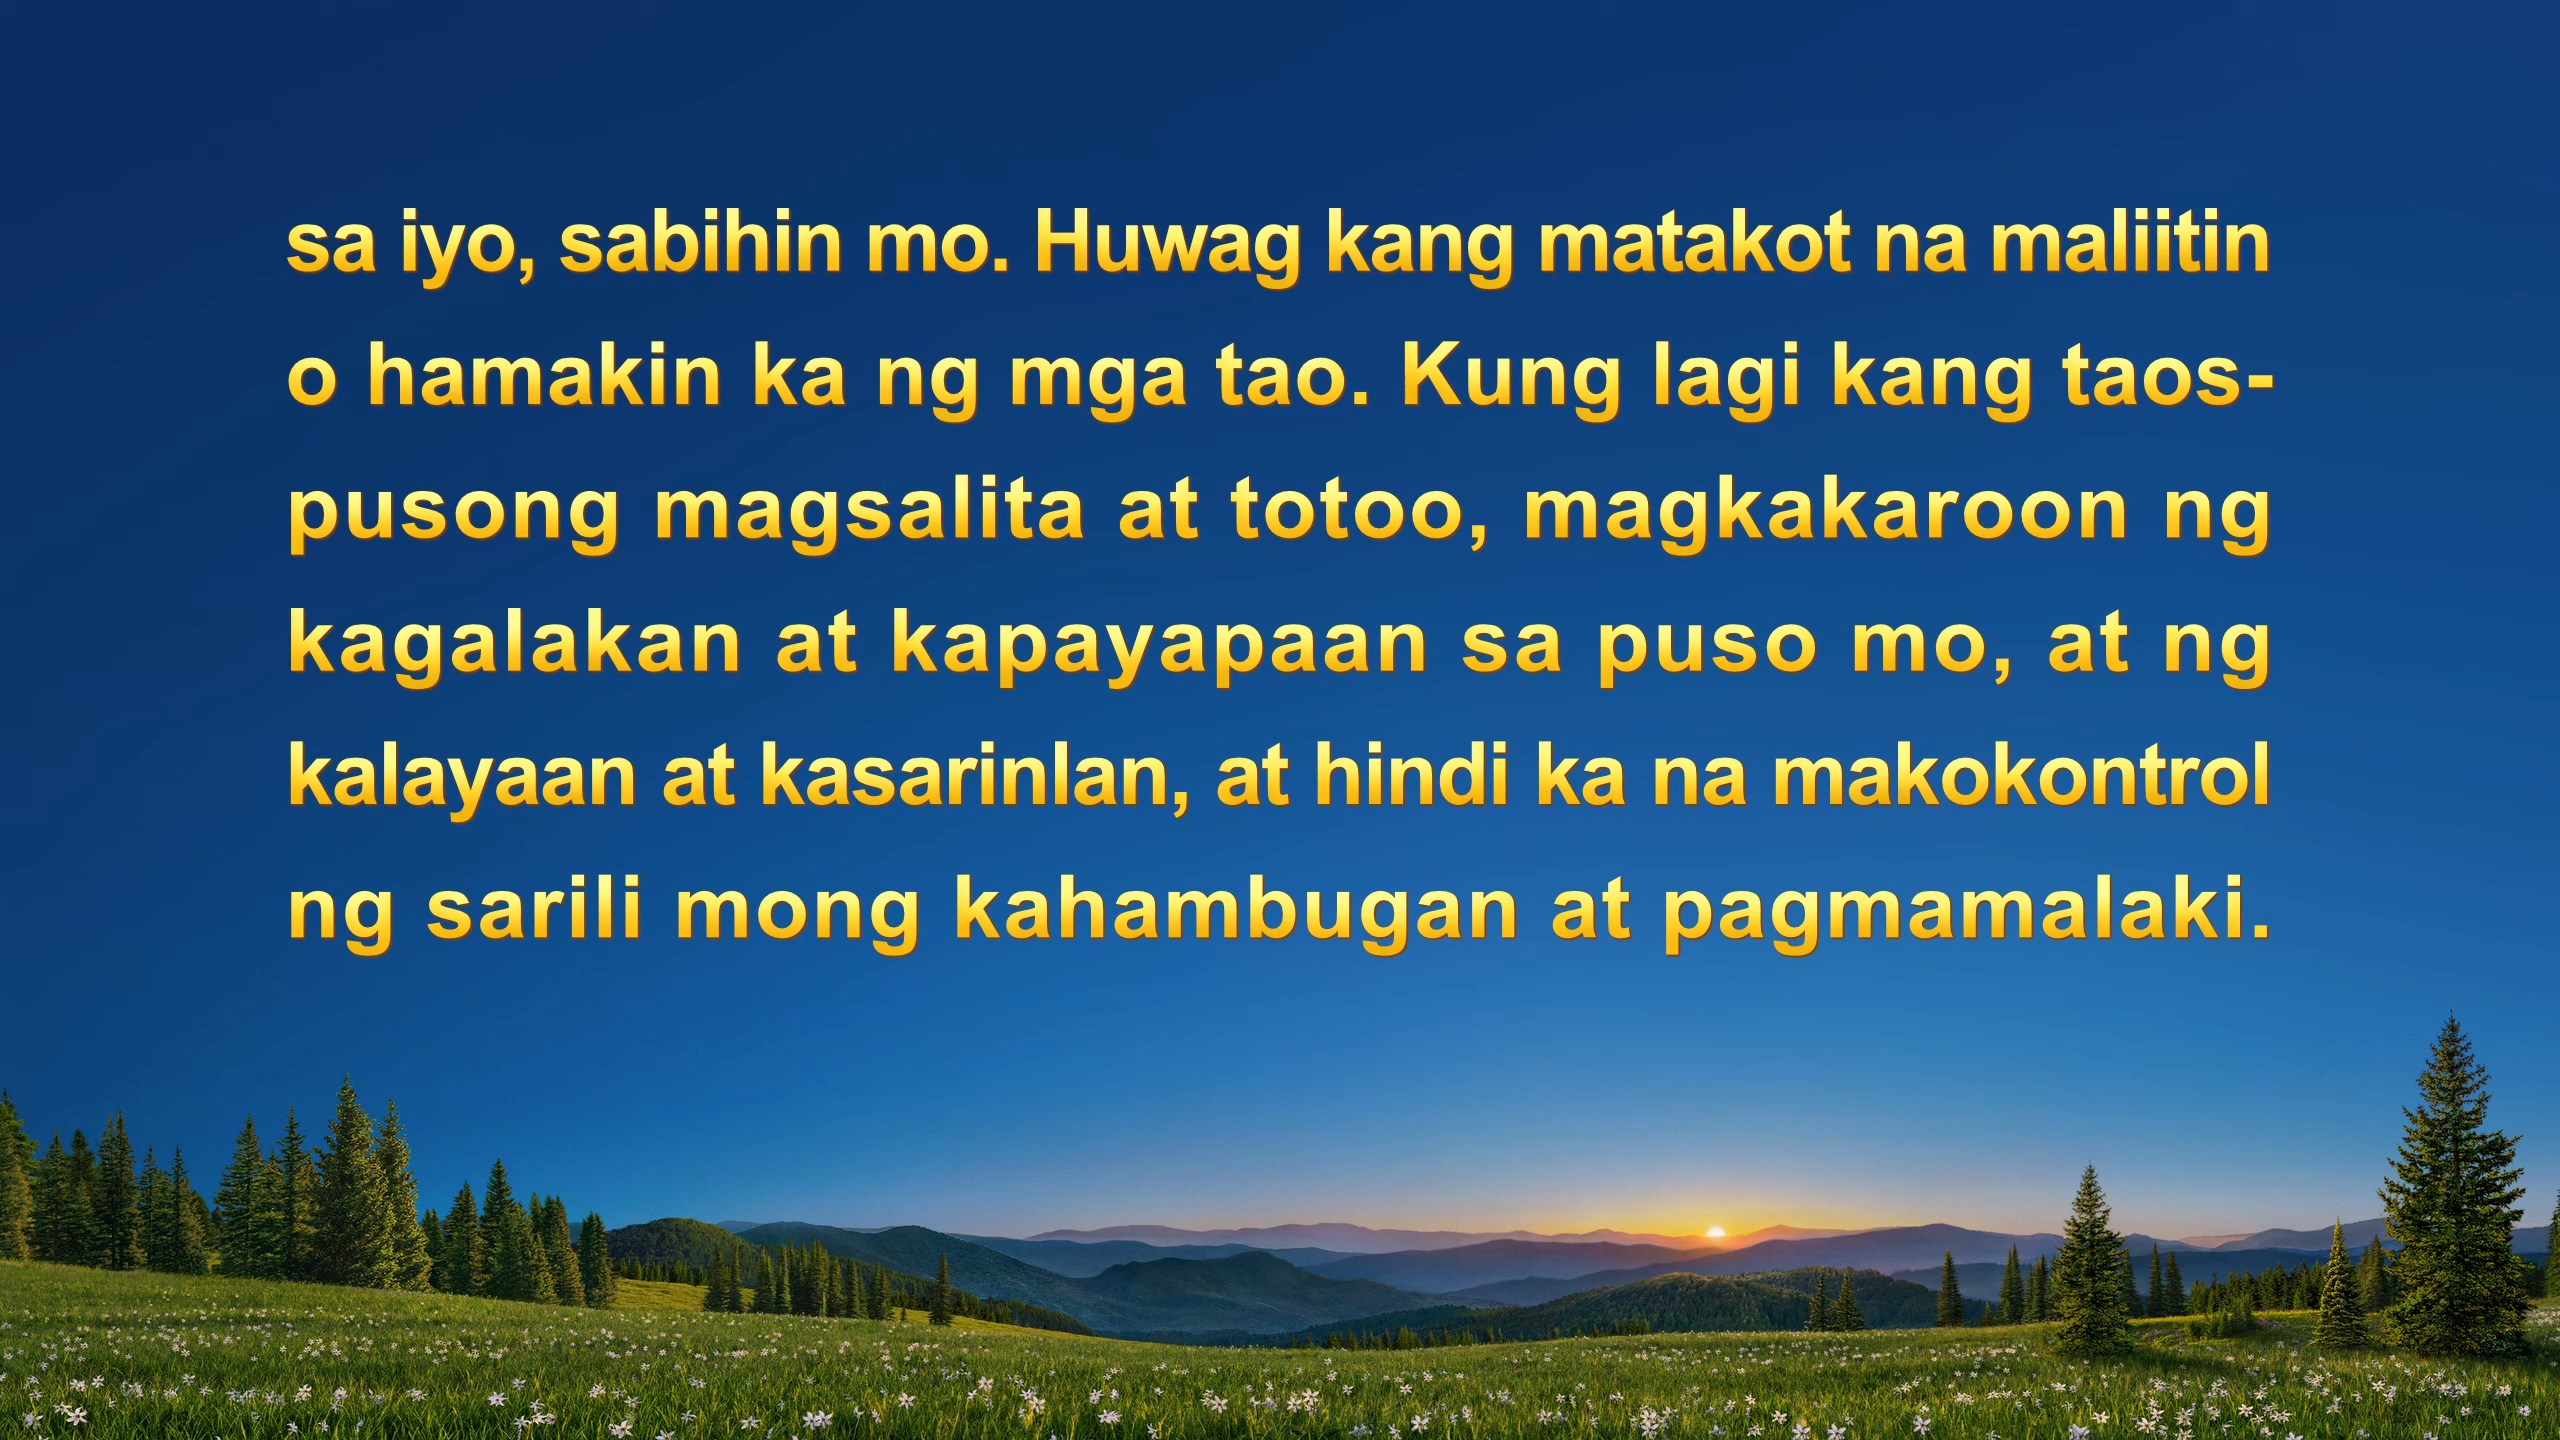 sa iyo, sabihin mo. Huwag kang matakot na maliitin
o hamakin ka ng mga tao. Kung lagi kang taos-
pusong magsalita at totoo, magkakaroon ng
kagalakan at kapayapaan sa puso mo, at ng
kalayaan at kasarinlan, at hindi ka na makokontrol
ng sarili mong kahambugan at pagmamalaki.